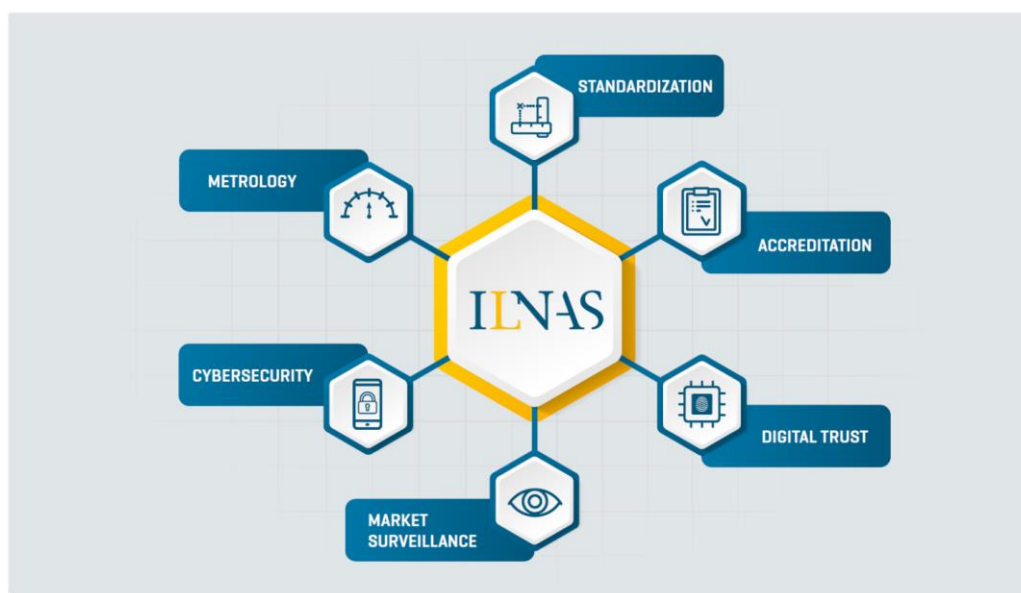 STANDARDIZATION
METROLOGY
ACCREDITATION
ILNAS
CYBERSECURITY
DIGITAL TRUST
MARKET
SURVEILLANCE